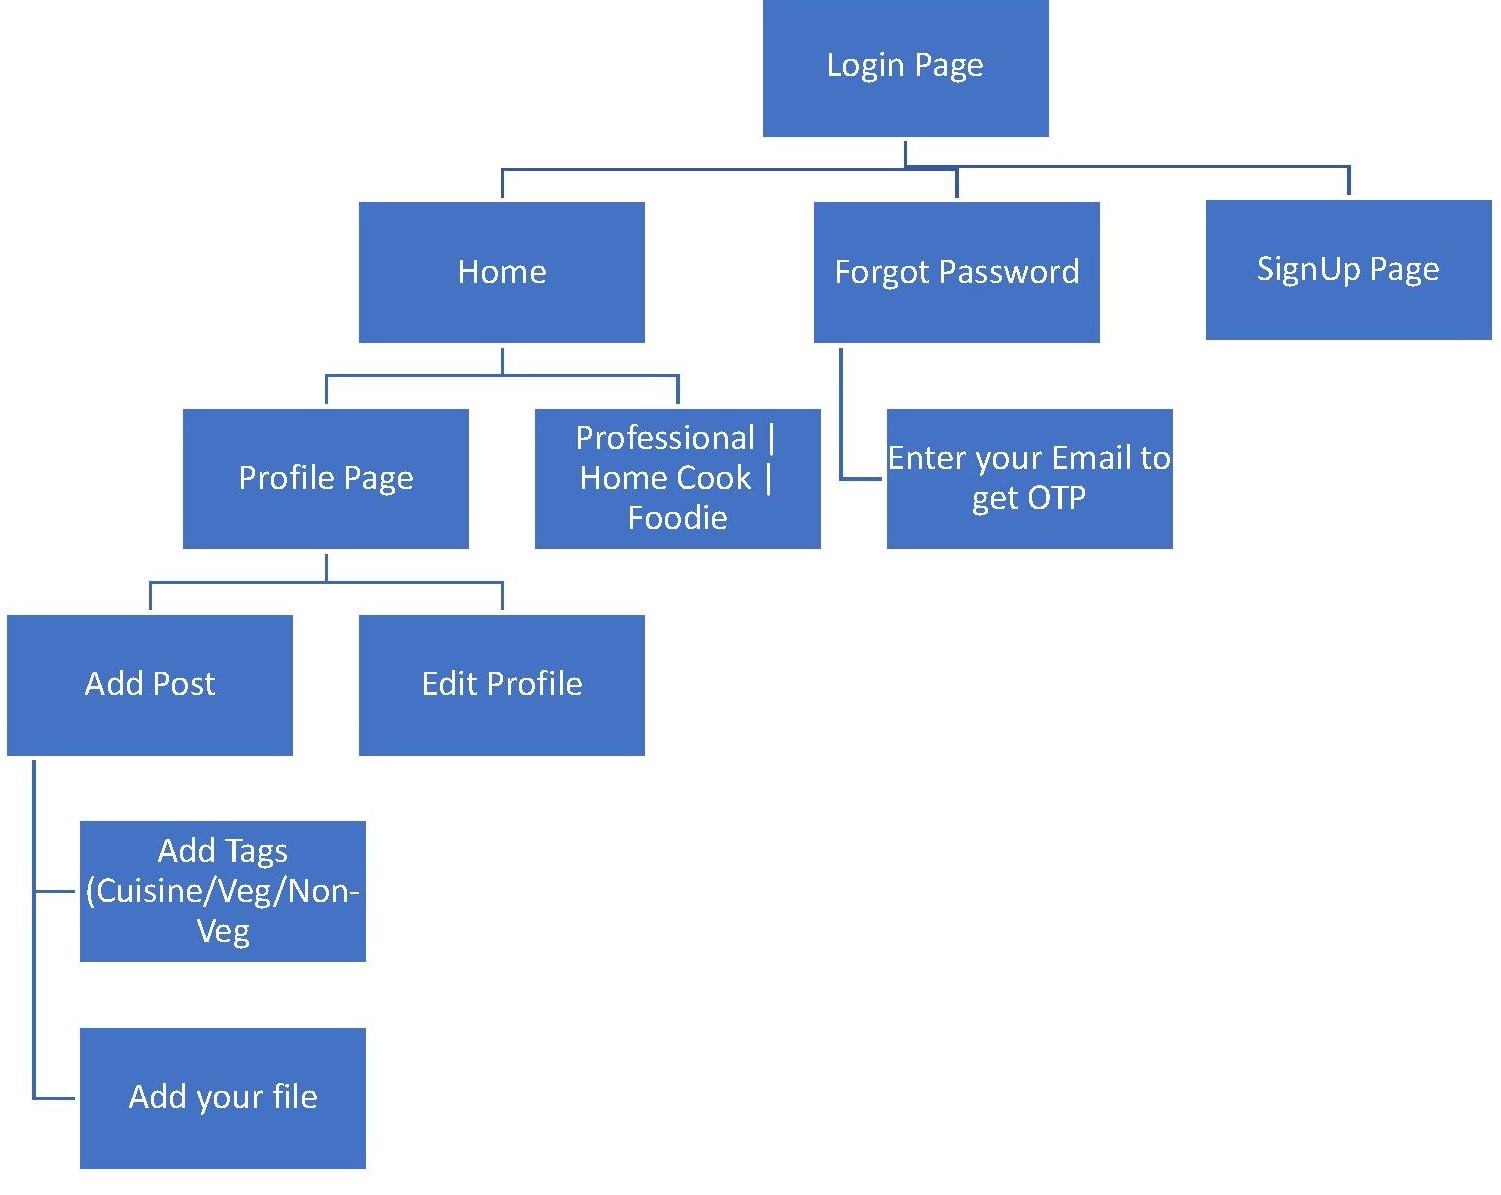 Login Page
Home
Forgot Password
SignUp Page
Profile Page
Professional |
Home Cook |
Foodie
Enter your Email to
get OTP
Add Post
Edit Profile
Add Tags
(Cuisine/Veg/Non-
Veg
Add your file